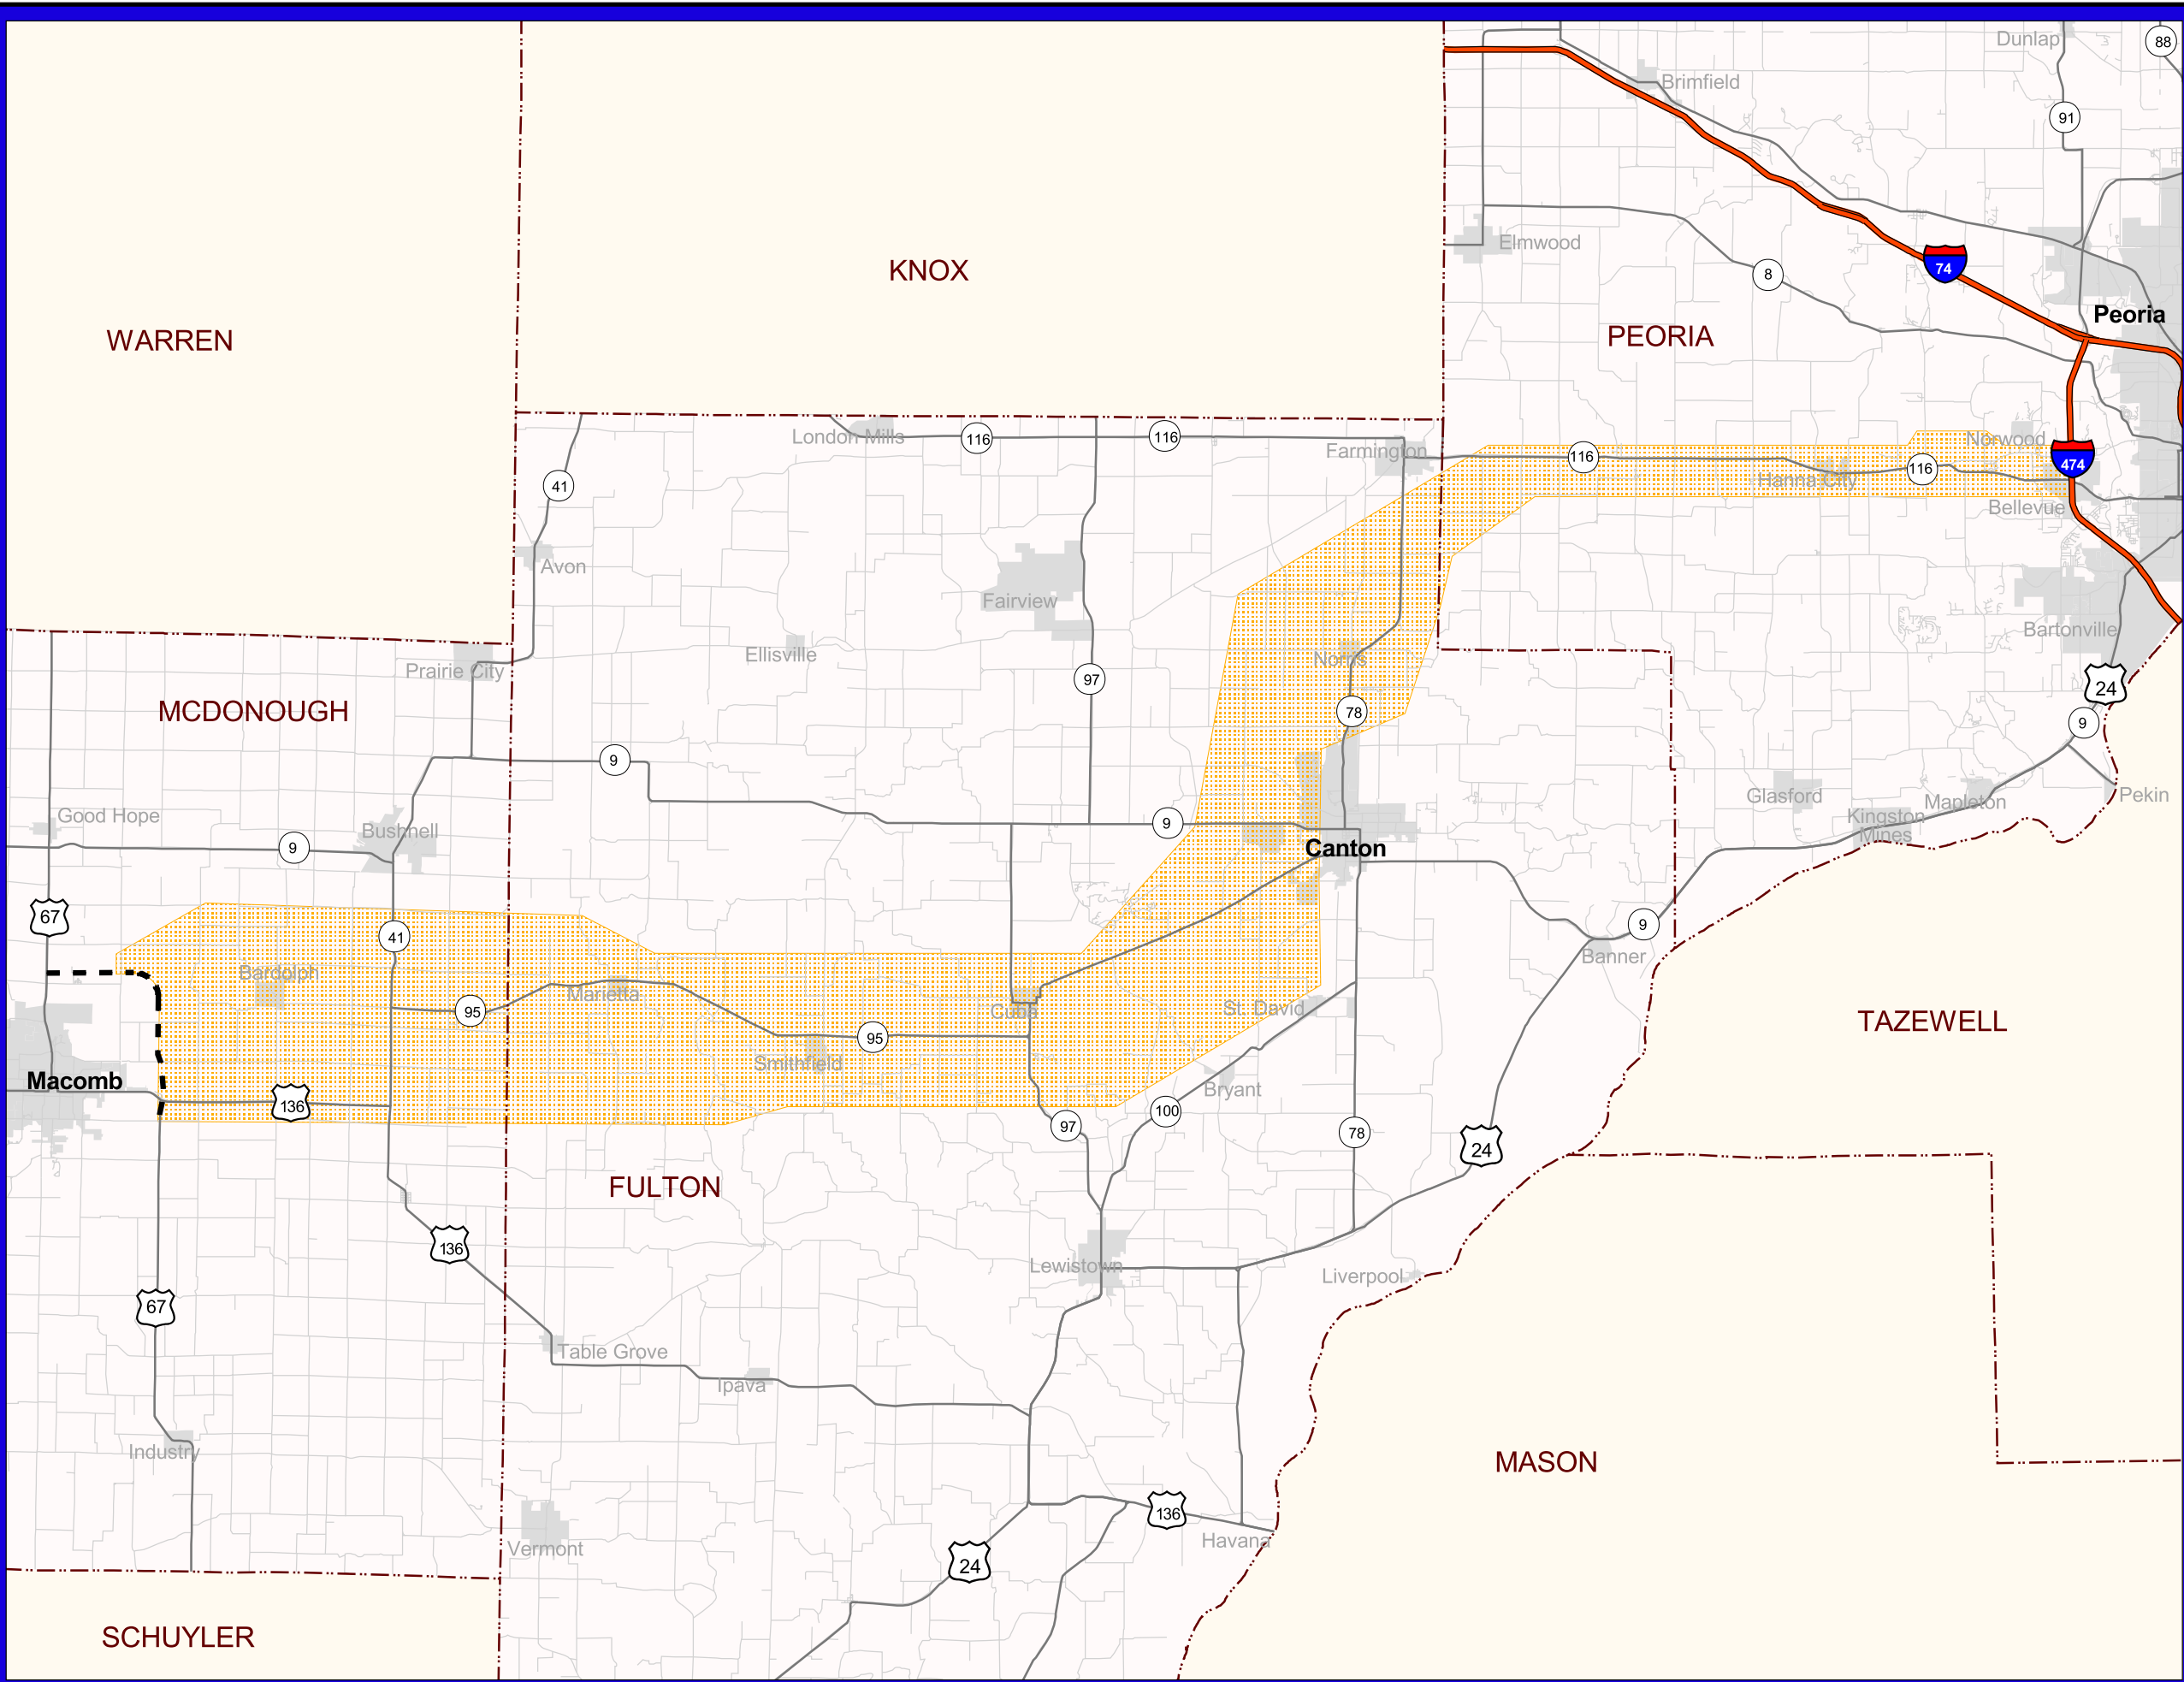 Dunlap
88
Brimfield
91
Elmwood
KNOX
8
74
Peoria
WARREN
PEORIA
London Mills
116
116
Farmington
116
Norwood
116
474
Hanna City
41
Bellevue
Avon
Fairview
Bartonville
Ellisville
Norris
Prairie City
97
24
MCDONOUGH
78
9
9
Good Hope
Glasford
Mapleton
Pekin
Bushnell
9
Kingston
Mines
9
Canton
67
41
9
Banner
Bardolph
Marietta
95
Cuba
St. David
TAZEWELL
95
Smithfield
Macomb
Bryant
136
100
97
78
24
FULTON
136
Lewistown
Liverpool
67
Table Grove
Ipava
Industry
MASON
136
Havana
Vermont
24
SCHUYLER